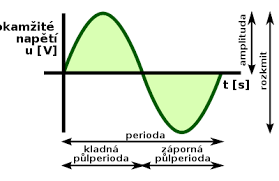 okamžité
napětí
u [V]
amplituda
rozkmit
t [s]
perioda
kladná
půlperioda
záporná
půlperioda